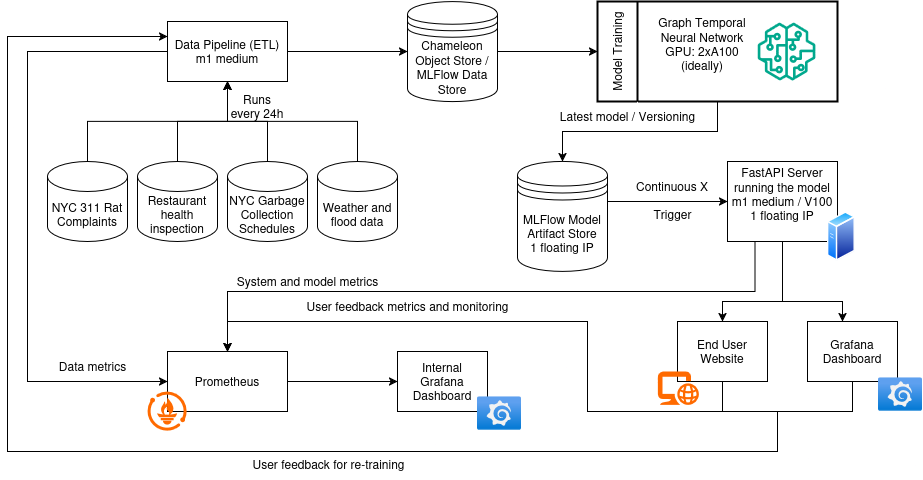 Data Pipeline (ETL)
m1 medium
Chameleon
Object Store /
MLFlow Data
Store
Model Training
Graph Temporal
Neural Network
GPU: 2xA100
(ideally)
Runs
every 24h
Latest model / Versioning
NYC 311 Rat
Complaints
Restaurant
health
inspection
NYC Garbage
Collection
Schedules
Weather and
flood data
MLFlow Model
Artifact Store
1 floating IP
Continuous X
Trigger
FastAPI Server
running the model
m1 medium / V100
1 floating IP
System and model metrics
User feedback metrics and monitoring
End User
Website
Grafana
Dashboard
Data metrics
Prometheus
Internal
Grafana
Dashboard
User feedback for re-training